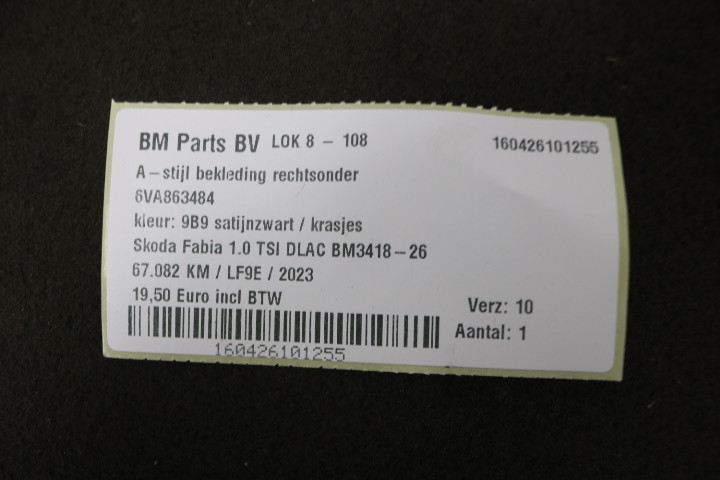 BM Parts BV LOK 8 - 108 160426101255
A-stijl bekleding rechtsonder
6VA863484
kleur: 9B9 satijnzwart / krasjes
Skoda Fabia 1.0 TSI DLAC BM3418-26
67.082 KM / LF9E / 2023
19,50 Euro incl BTW
Verz: 10
Aantal: 1
160426101255